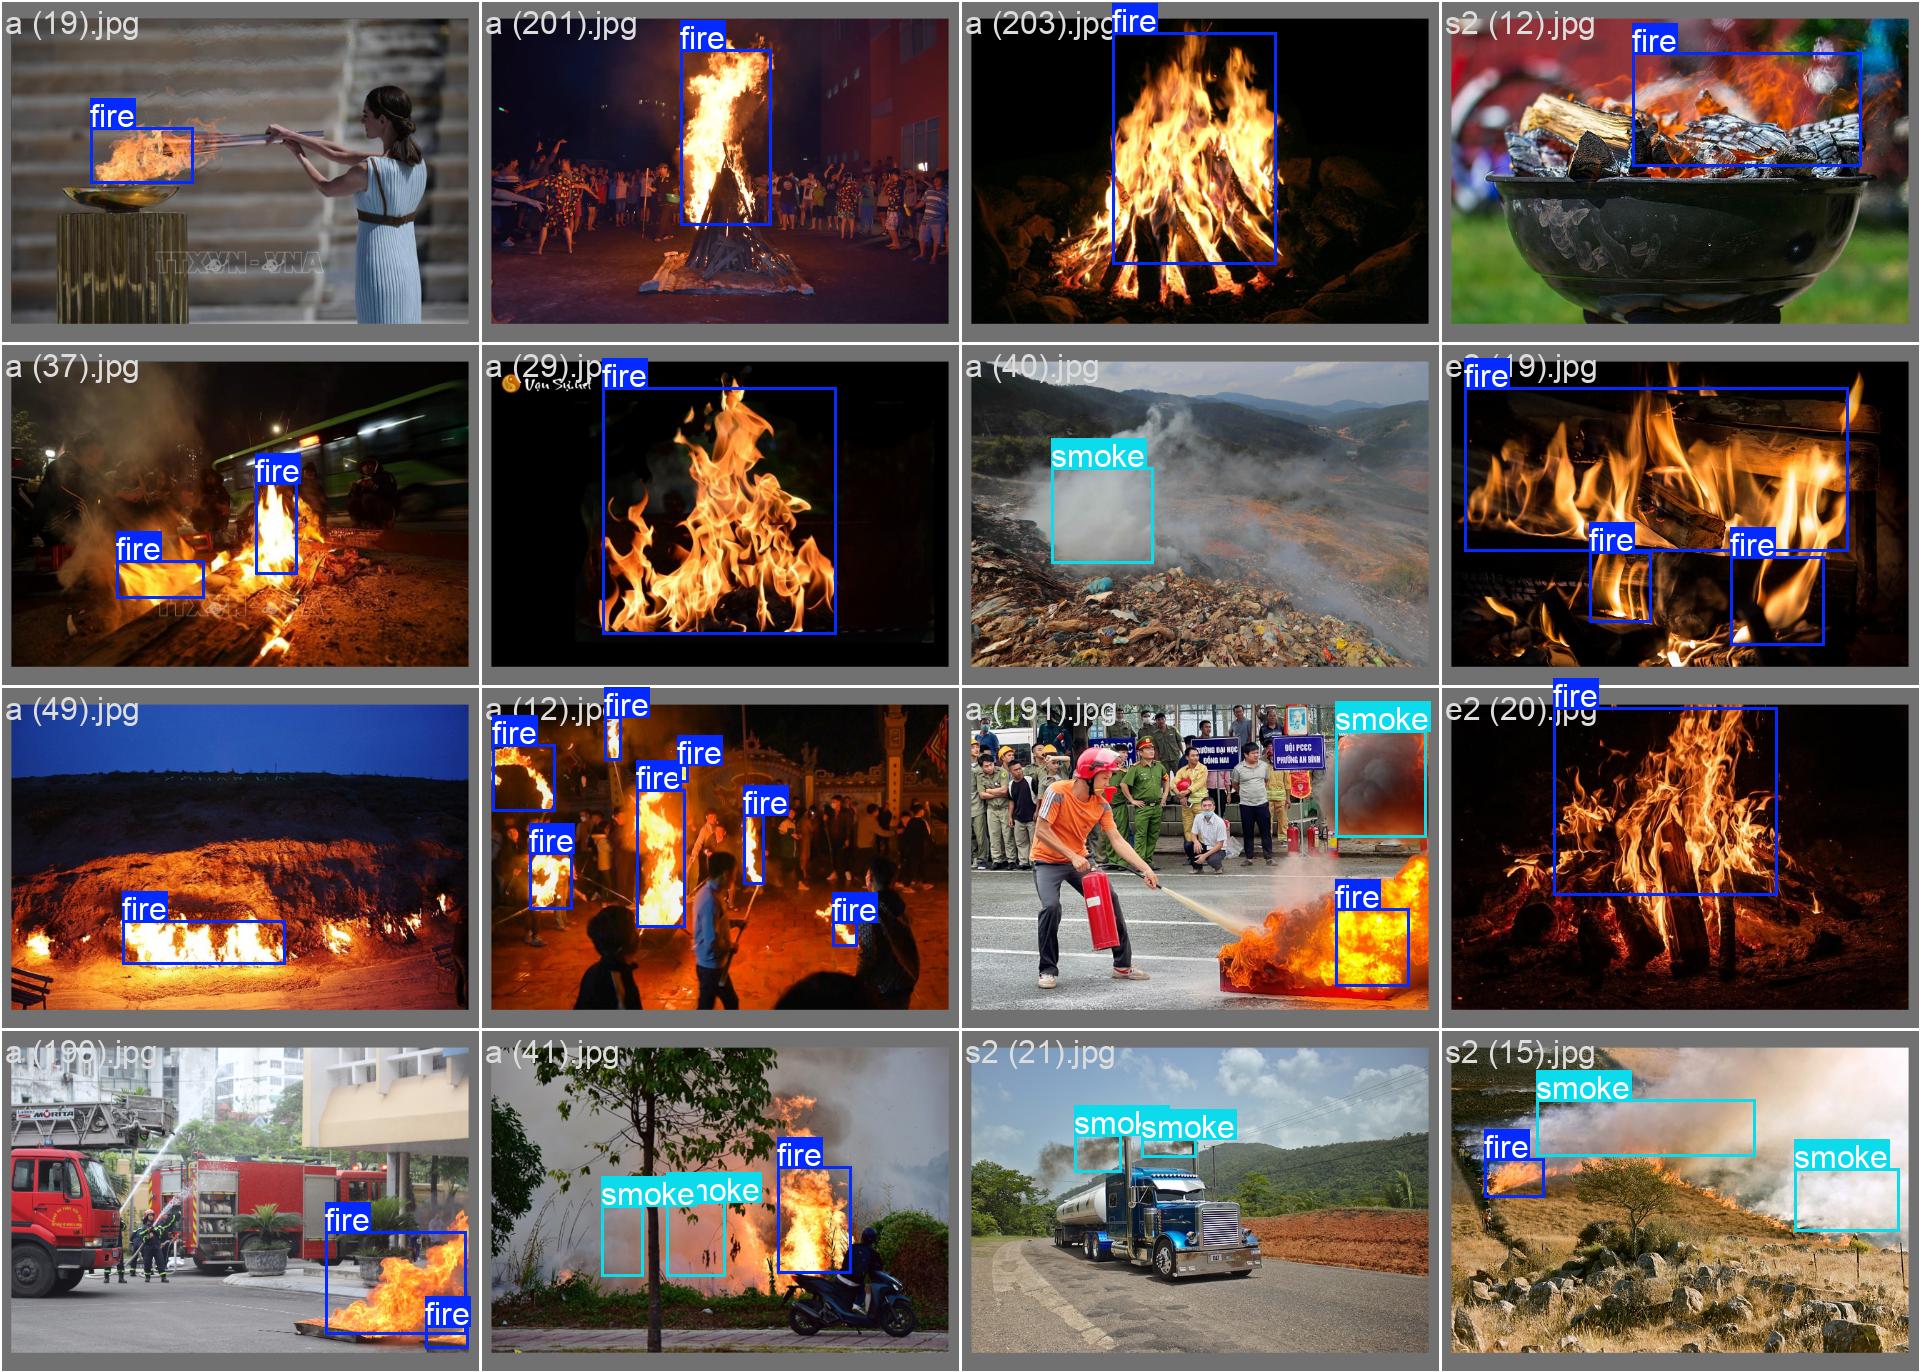 a (19).jpg
fire
TTXVN - VNA
a (201).jpg
fire
a (203).jpg
fire
s2 (12).jpg
fire
a (37).jpg
fire
fire
a (29).jp
fire
Vạn Sự.net
a (40).jpg
smoke
19).jpg
fire
fire
fire
a (49).jpg
fire
a (12).jp
fire
fire
fire
fire
fire
fire
fire
a (191).jpg
smoke
TRƯỜNG ĐẠI HỌC
ĐỒNG NAI
ĐỘI PCCC
PHƯỜNG AN BÌNH
fire
e2 (20).jpg
fire
a (190).jpg
MORITA
fire
fire
a (41).jpg
fire
smoke
moke
s2 (21).jpg
smok
smoke
s2 (15).jpg
smoke
fire
smoke